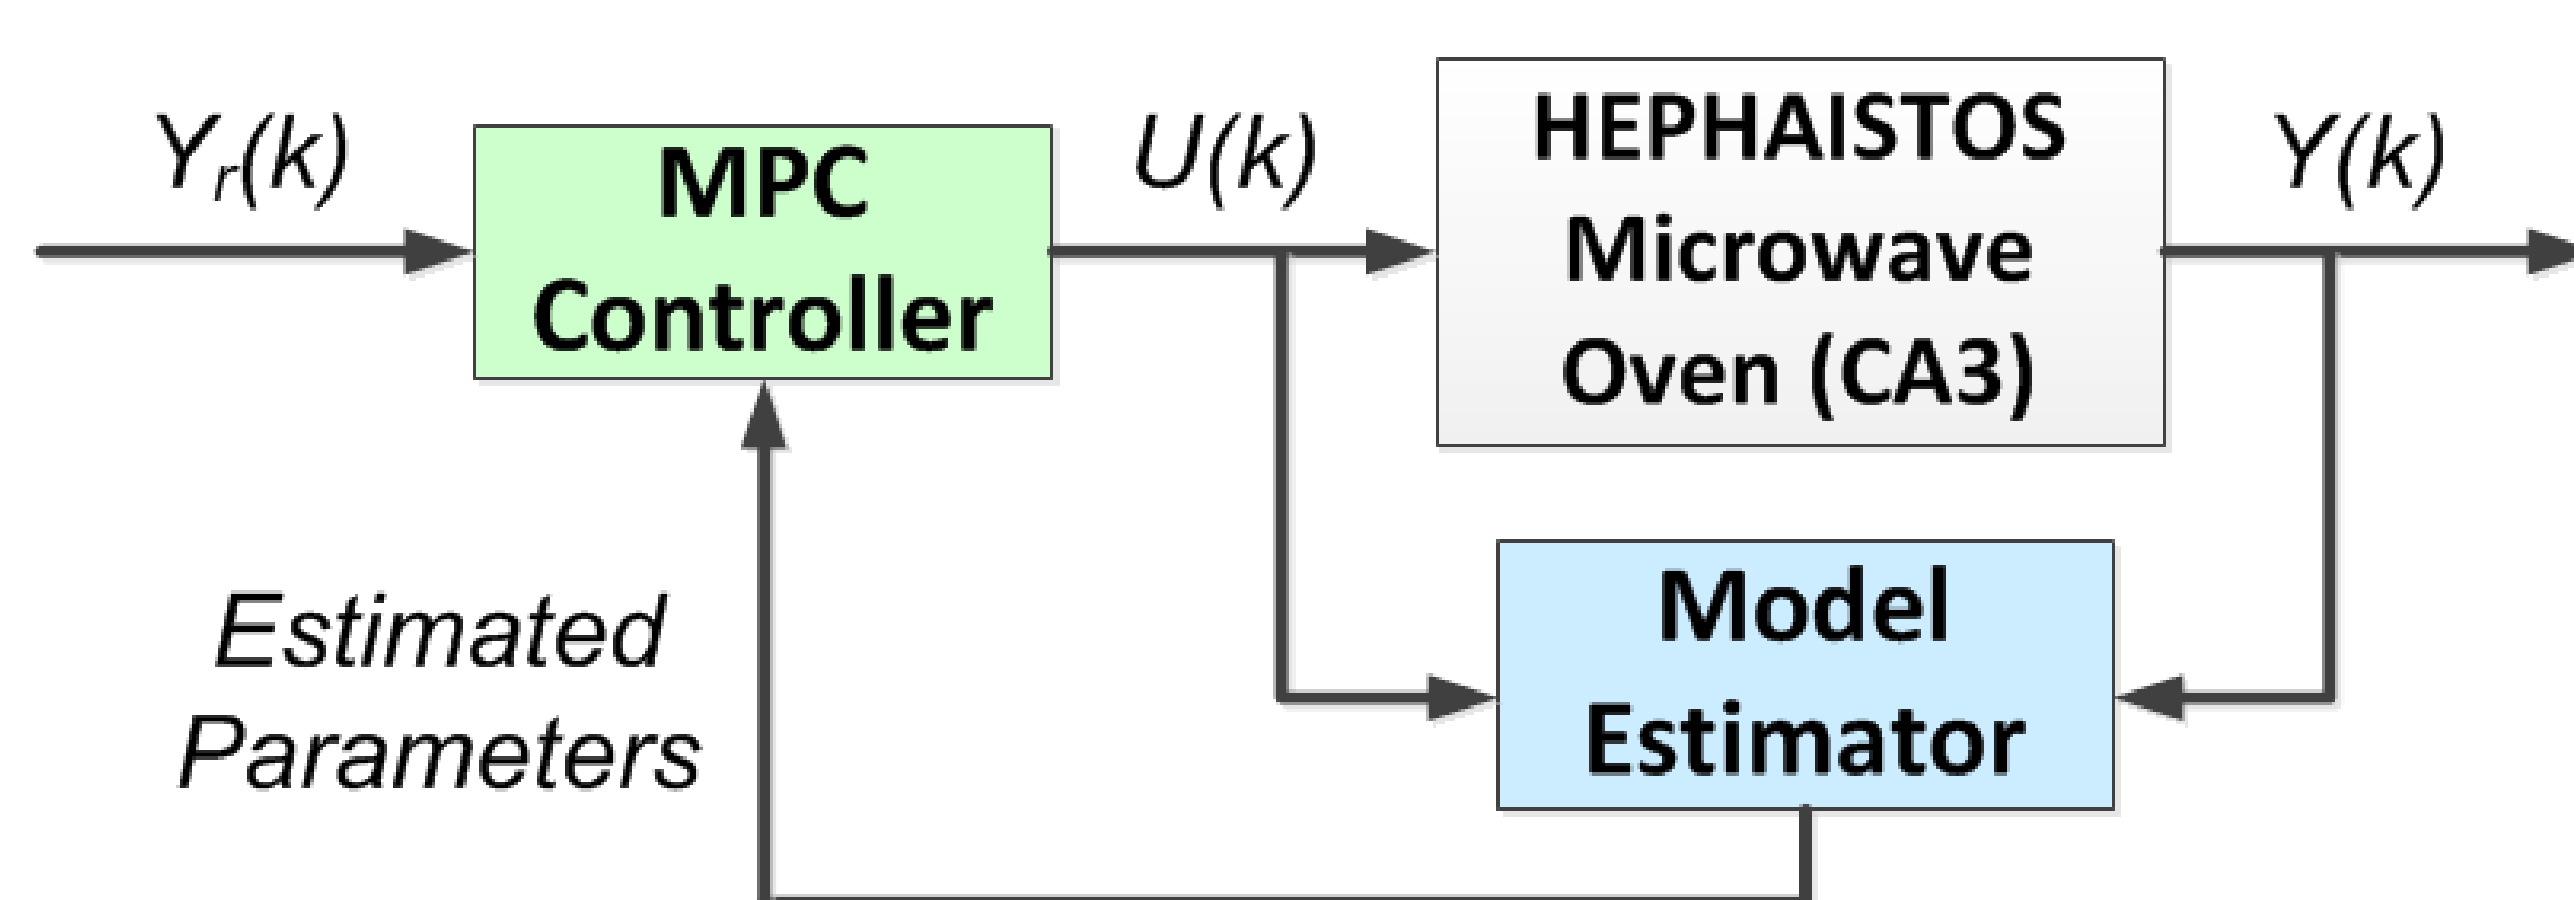 Yr(k)
MPC
Controller
U(k)
HEPHAISTOS
Microwave
Oven (CA3)
Y(k)
Estimated
Parameters
Model
Estimator